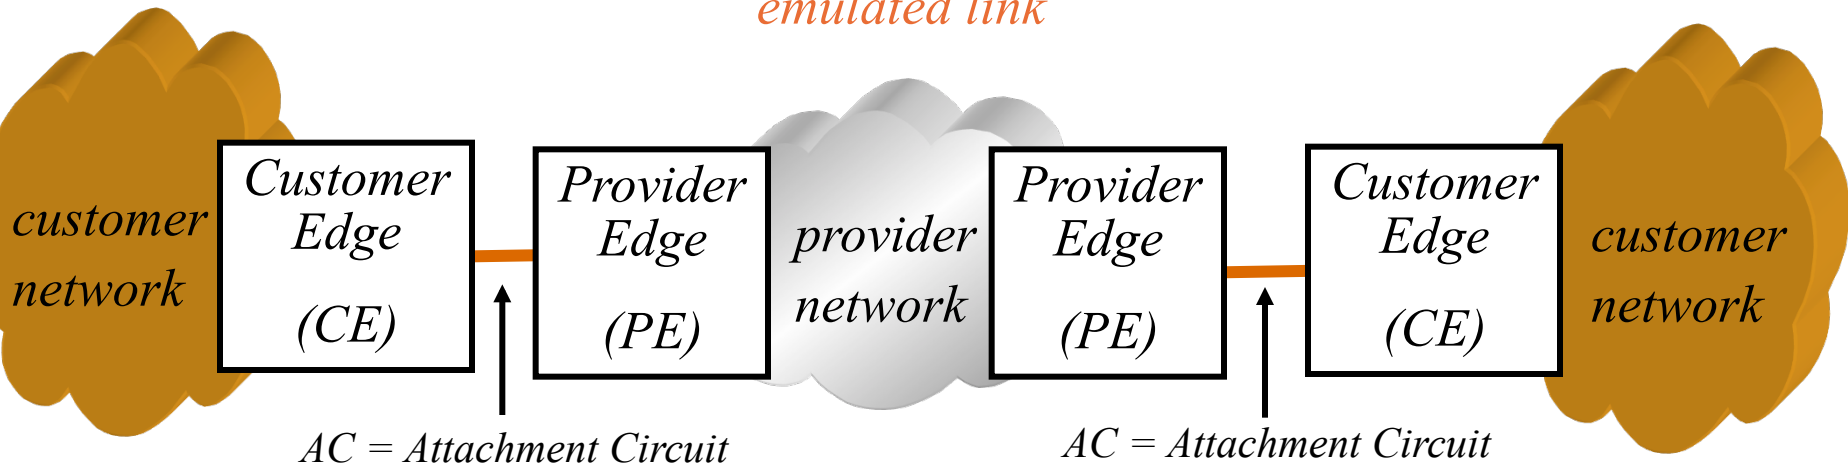 emulated link
customer
network
Customer
Edge
(CE)
Provider
Edge
(PE)
provider
network
Provider
Edge
(PE)
Customer
Edge
(CE)
customer
network
AC = Attachment Circuit
AC = Attachment Circuit